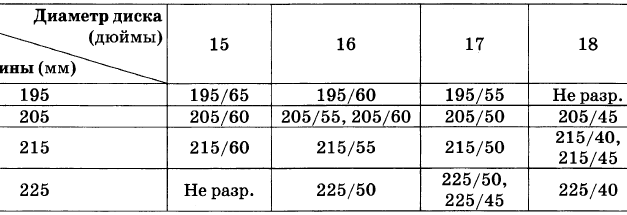 Диаметр диска
(дюймы)
15 16 17 18
(мм)
195 195/65 195/60 195/55 Не разр.
205 205/60 205/55, 205/60 205/50 205/45
215 215/60 215/55 215/50 215/40,
215/45
225 Не разр. 225/50 225/50,
225/45 225/40